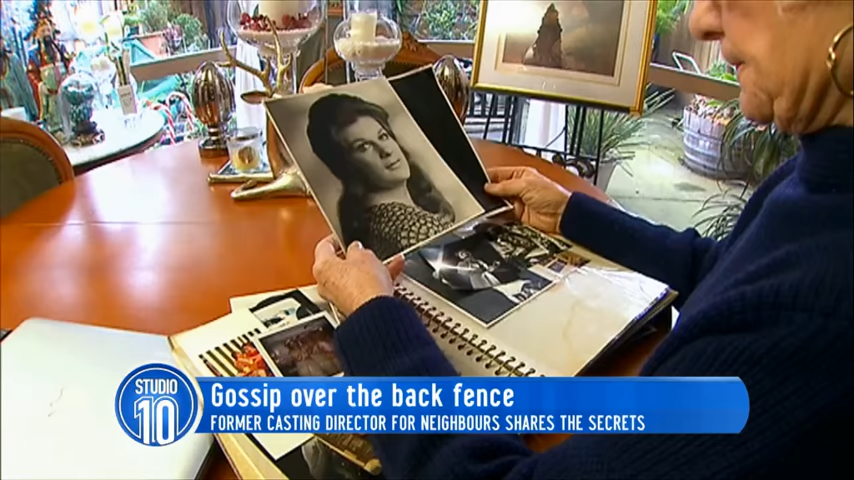 STUDIO
10
Gossip over the back fence
FORMER CASTING DIRECTOR FOR NEIGHBOURS SHARES THE SECRETS